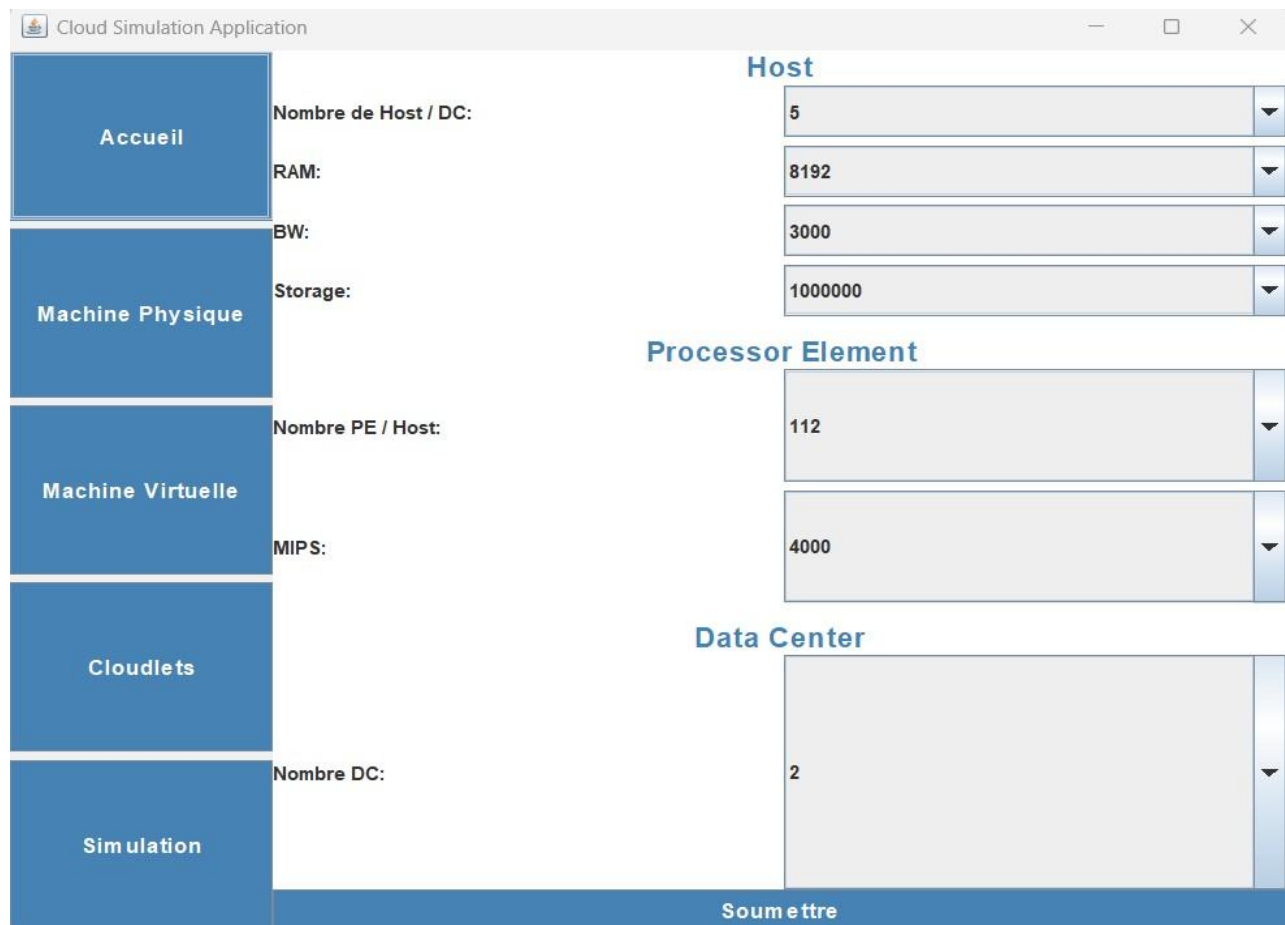 Cloud Simulation Application
Accueil
Machine Physique
Machine Virtuelle
Cloudlets
Simulation
Host
Nombre de Host / DC: 5
RAM: 8192
BW: 3000
Storage: 1000000
Processor Element
Nombre PE / Host: 112
MIPS: 4000
Data Center
Nombre DC: 2
Soumettre